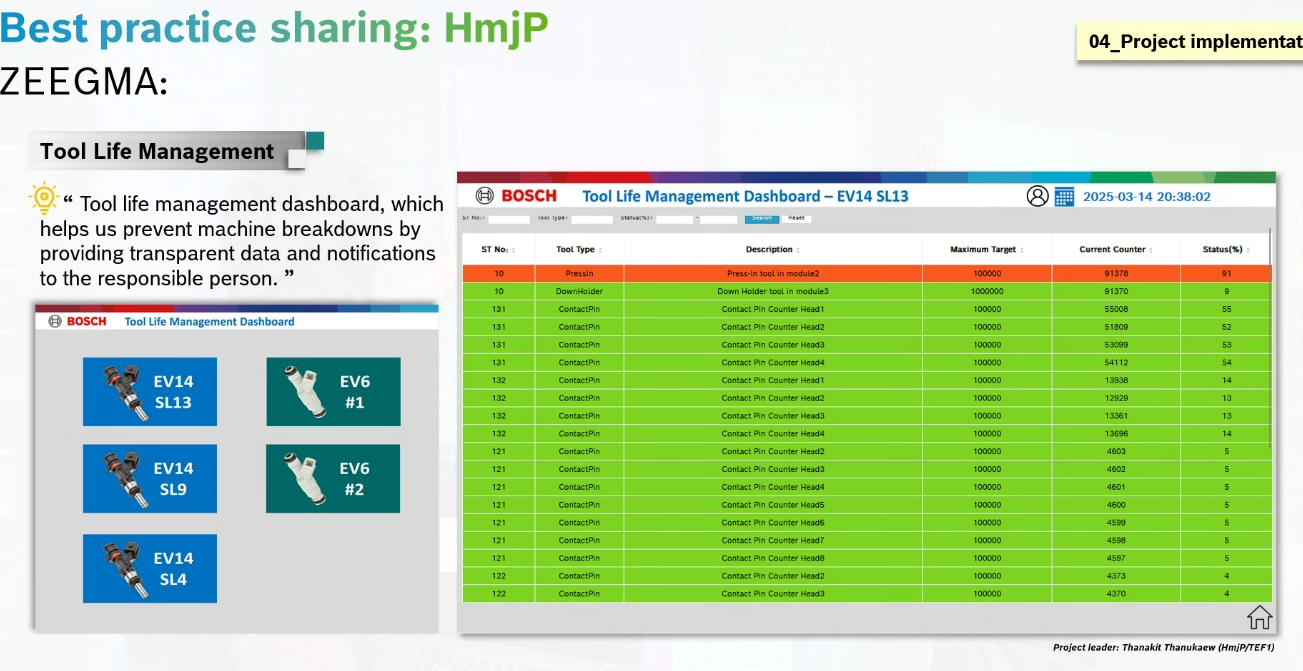 Best practice sharing: HmjP
04_Project implementat
ZEEGMA:
Tool Life Management
“ Tool life management dashboard, which
helps us prevent machine breakdowns by
providing transparent data and notifications
to the responsible person. ”
BOSCH Tool Life Management Dashboard
EV14
SL13
EV6
#1
EV14
SL9
EV6
#2
EV14
SL4
BOSCH Tool Life Management Dashboard – EV14 SL13 2025-03-14 20:38:02
ST No.: Tool Type: Status(%): - Search Reset
ST No. Tool Type Description Maximum Target Current Counter Status(%)
10 PressIn Press-in tool in module2 100000 91378 91
10 DownHolder Down Holder tool in module3 1000000 91370 9
131 ContactPin Contact Pin Counter Head1 100000 55008 55
131 ContactPin Contact Pin Counter Head2 100000 51809 52
131 ContactPin Contact Pin Counter Head3 100000 53099 53
131 ContactPin Contact Pin Counter Head4 100000 54112 54
132 ContactPin Contact Pin Counter Head1 100000 13938 14
132 ContactPin Contact Pin Counter Head2 100000 12929 13
132 ContactPin Contact Pin Counter Head3 100000 13361 13
132 ContactPin Contact Pin Counter Head4 100000 13696 14
121 ContactPin Contact Pin Counter Head2 100000 4603 5
121 ContactPin Contact Pin Counter Head3 100000 4602 5
121 ContactPin Contact Pin Counter Head4 100000 4601 5
121 ContactPin Contact Pin Counter Head5 100000 4600 5
121 ContactPin Contact Pin Counter Head6 100000 4599 5
121 ContactPin Contact Pin Counter Head7 100000 4598 5
121 ContactPin Contact Pin Counter Head8 100000 4597 5
122 ContactPin Contact Pin Counter Head2 100000 4373 4
122 ContactPin Contact Pin Counter Head3 100000 4370 4
Project leader: Thanakit Thanukaew (HmjP/TEF1)